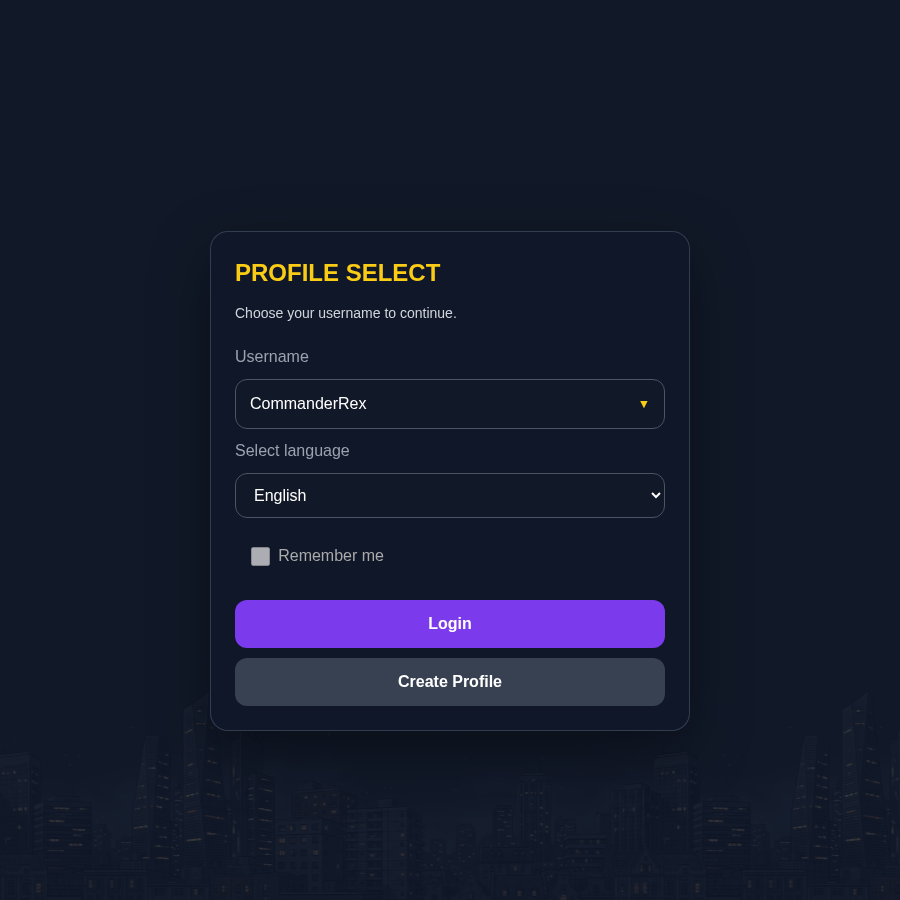 PROFILE SELECT
Choose your username to continue.
Username
CommanderRex
Select language
English
Remember me
Login
Create Profile